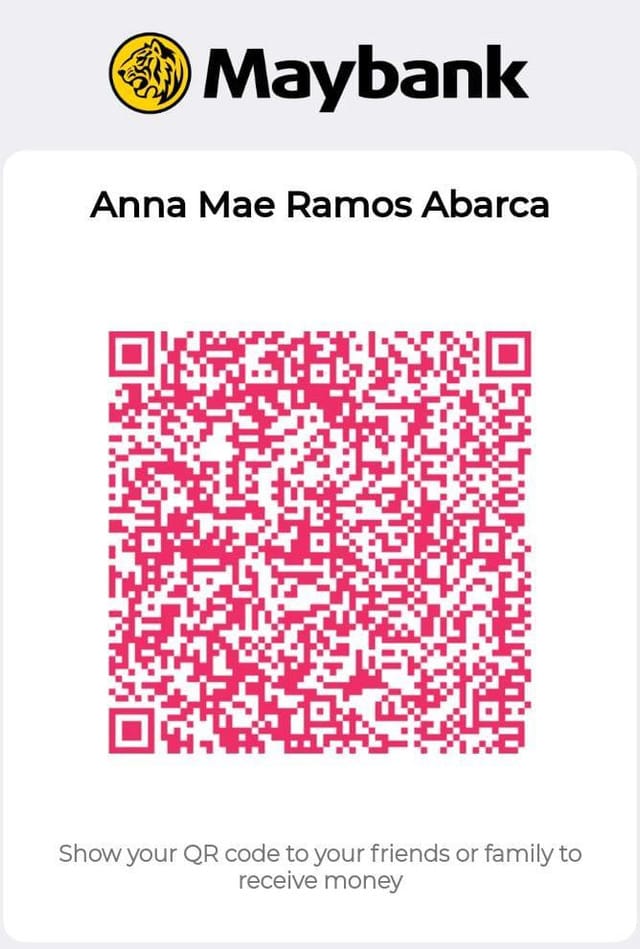 Maybank
Anna Mae Ramos Abarca
Show your QR code to your friends or family to
receive money